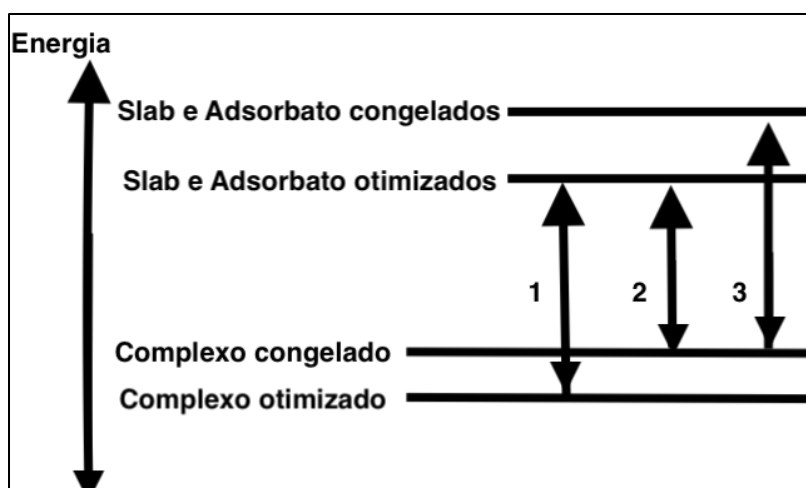 Energia
Slab e Adsorbato congelados
Slab e Adsorbato otimizados
1 2 3
Complexo congelado
Complexo otimizado